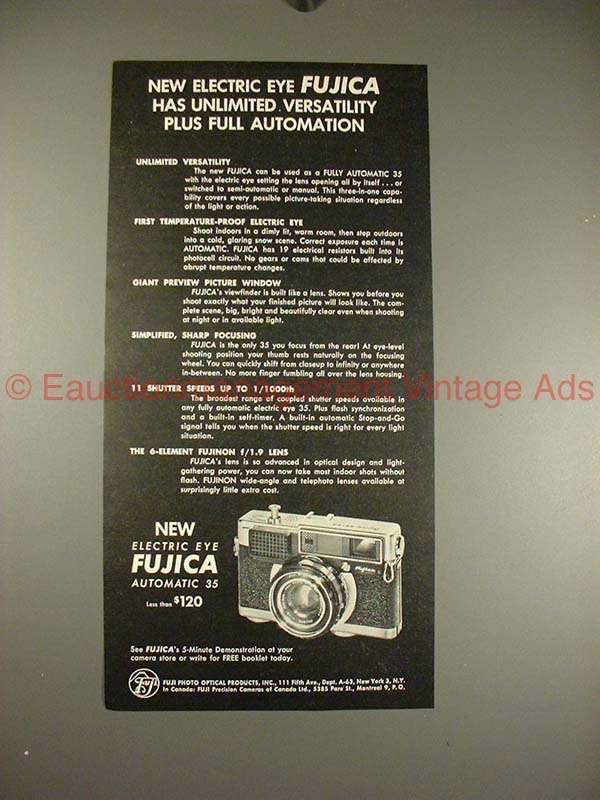 NEW ELECTRIC EYE FUJICA
HAS UNLIMITED VERSATILITY
PLUS FULL AUTOMATION
UNLIMITED VERSATILITY
The new FUJICA can be used as a FULLY AUTOMATIC 35
with the electric eye setting the lens opening all by itself . . . or
switched to semi-automatic or manual. This three-in-one capa-
bility covers every possible picture-taking situation regardless
of the light or action.
FIRST TEMPERATURE-PROOF ELECTRIC EYE
Shoot indoors in a dimly lit, warm room, then step outdoors
into a cold, glaring snow scene. Correct exposure each time is
AUTOMATIC. FUJICA has 19 electrical resistors built into its
photocell circuit. No gears or cams that could be affected by
abrupt temperature changes.
GIANT PREVIEW PICTURE WINDOW
FUJICA's viewfinder is built like a lens. Shows you before you
shoot exactly what your finished picture will look like. The com-
plete scene, big, bright and beautifully clear even when shooting
at night or in available light.
SIMPLIFIED, SHARP FOCUSING
FUJICA is the only 35 you focus from the rear! At eye-level
shooting position your thumb rests naturally on the focusing
wheel. You can quickly shift from closeup to infinity or anywhere
in-between. No more finger fumbling all over the lens housing.
11 SHUTTER SPEEDS UP TO 1/1000th
The broadest range of coupled shutter speeds available in
any fully automatic electric eye 35. Plus flash synchronization
and a built-in self-timer. A built-in automatic Stop-and-Go
signal tells you when the shutter speed is right for every light
situation.
THE 6-ELEMENT FUJINON f/1.9 LENS
FUJICA's lens is so advanced in optical design and light-
gathering power, you can now take most indoor shots without
flash. FUJINON wide-angle and telephoto lenses available at
surprisingly little extra cost.
NEW
ELECTRIC EYE
FUJICA
AUTOMATIC 35
Less than $120
Fujica
See FUJICA's 5-Minute Demonstration at your
camera store or write for FREE booklet today.
Fuji
FUJI PHOTO OPTICAL PRODUCTS, INC., 111 Fifth Ave., Dept. A-63, New York 3, N.Y.
In Canada: FUJI Precision Cameras of Canada Ltd., 5385 Pare St., Montreal 9, P.Q.